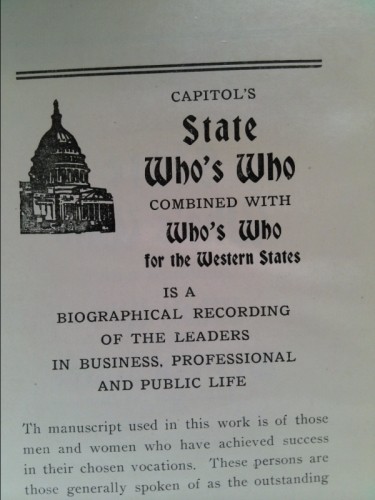 CAPITOL'S
State
Who's Who
COMBINED WITH
Who's Who
for the Western States
IS A
BIOGRAPHICAL RECORDING
OF THE LEADERS
IN BUSINESS, PROFESSIONAL
AND PUBLIC LIFE
Th manuscript used in this work is of those
men and women who have achieved success
in their chosen vocations. These persons are
those generally spoken of as the outstanding